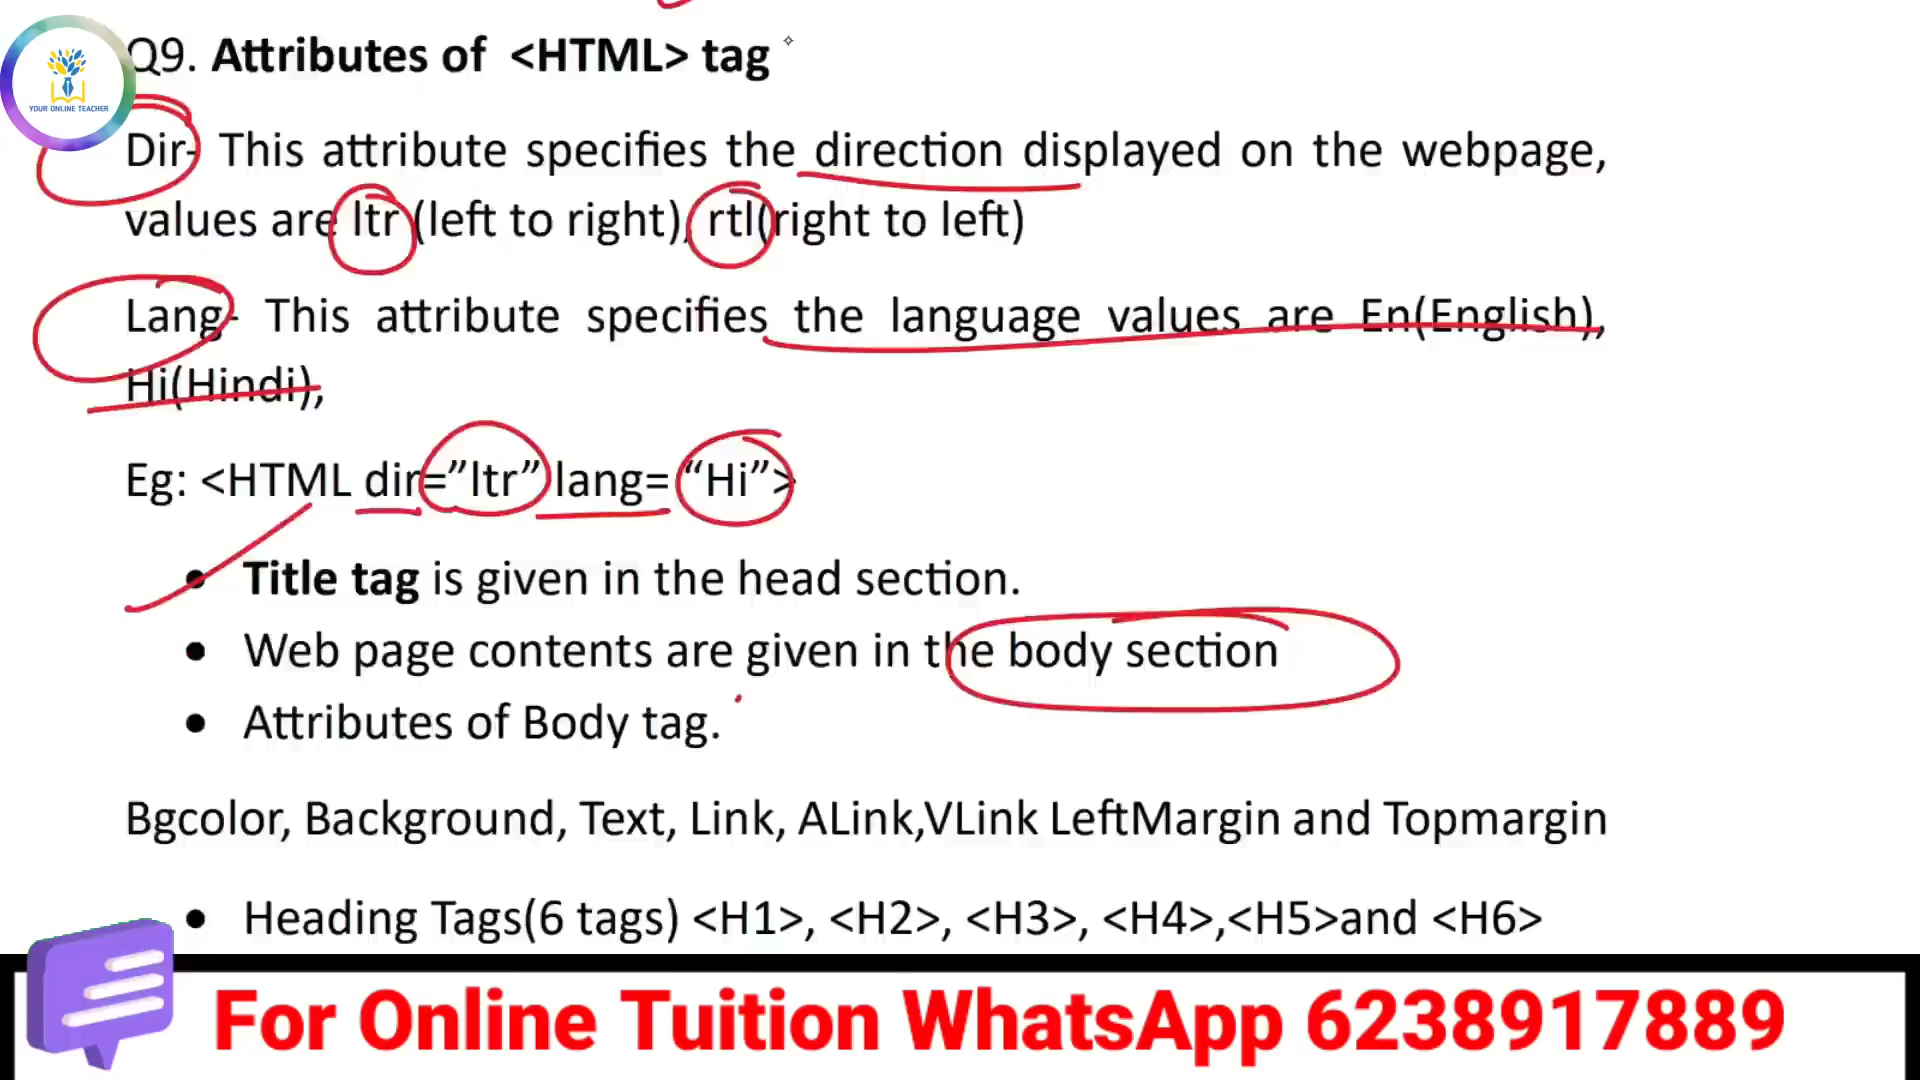 Q9. Attributes of <HTML> tag
YOUR ONLINE TEACHER
Dir- This attribute specifies the direction displayed on the webpage,
values are ltr (left to right), rtl(right to left)
Lang- This attribute specifies the language values are En(English),
Hi(Hindi),
Eg: <HTML dir=”ltr” lang= “Hi”>
• Title tag is given in the head section.
• Web page contents are given in the body section
• Attributes of Body tag.
Bgcolor, Background, Text, Link, ALink,VLink LeftMargin and Topmargin
• Heading Tags(6 tags) <H1>, <H2>, <H3>, <H4>,<H5>and <H6>
For Online Tuition WhatsApp 6238917889